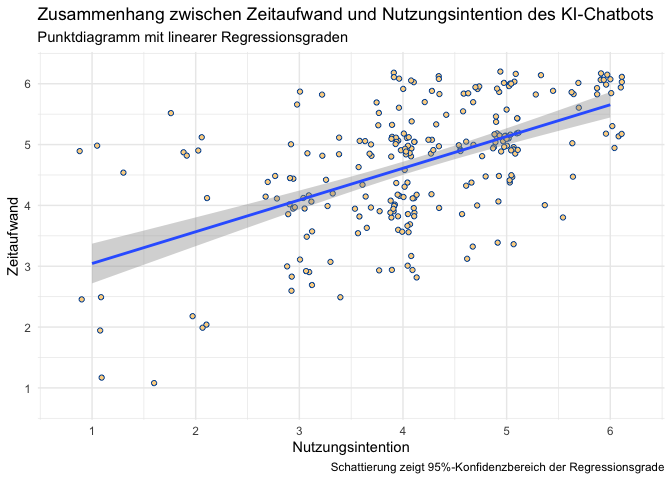 Zusammenhang zwischen Zeitaufwand und Nutzungsintention des KI-Chatbots
Punktdiagramm mit linearer Regressionsgraden
6
5
4
3
2
1
Zeitaufwand
1 2 3 4 5 6
Nutzungsintention
Schattierung zeigt 95%-Konfidenzbereich der Regressionsgrade